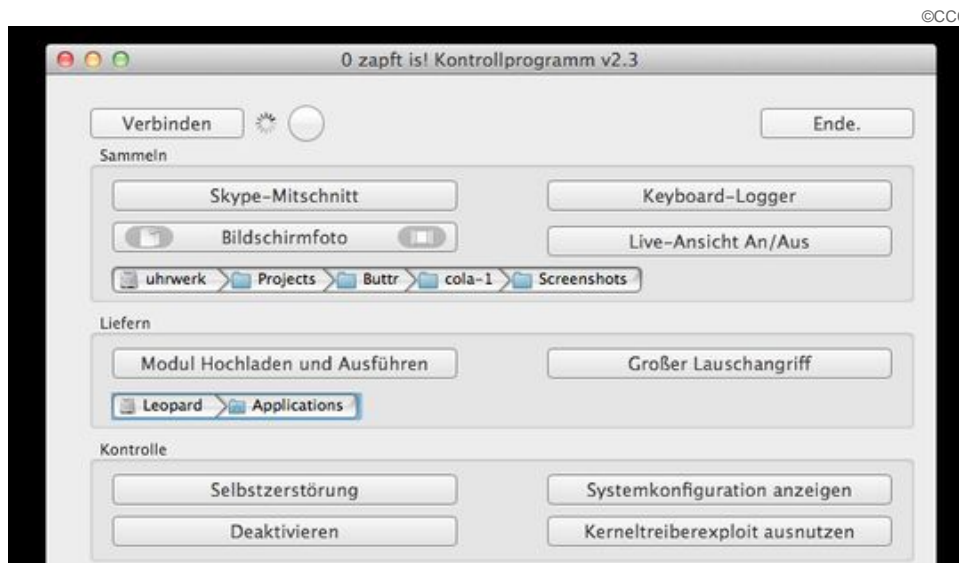 ©CC
0 zapft is! Kontrollprogramm v2.3
Verbinden Ende.
Sammeln
Skype-Mitschnitt Keyboard-Logger
Bildschirmfoto Live-Ansicht An/Aus
uhrwerk Projects Buttr cola-1 Screenshots
Liefern
Modul Hochladen und Ausführen Großer Lauschangriff
Leopard Applications
Kontrolle
Selbstzerstörung Systemkonfiguration anzeigen
Deaktivieren Kerneltreiberexploit ausnutzen